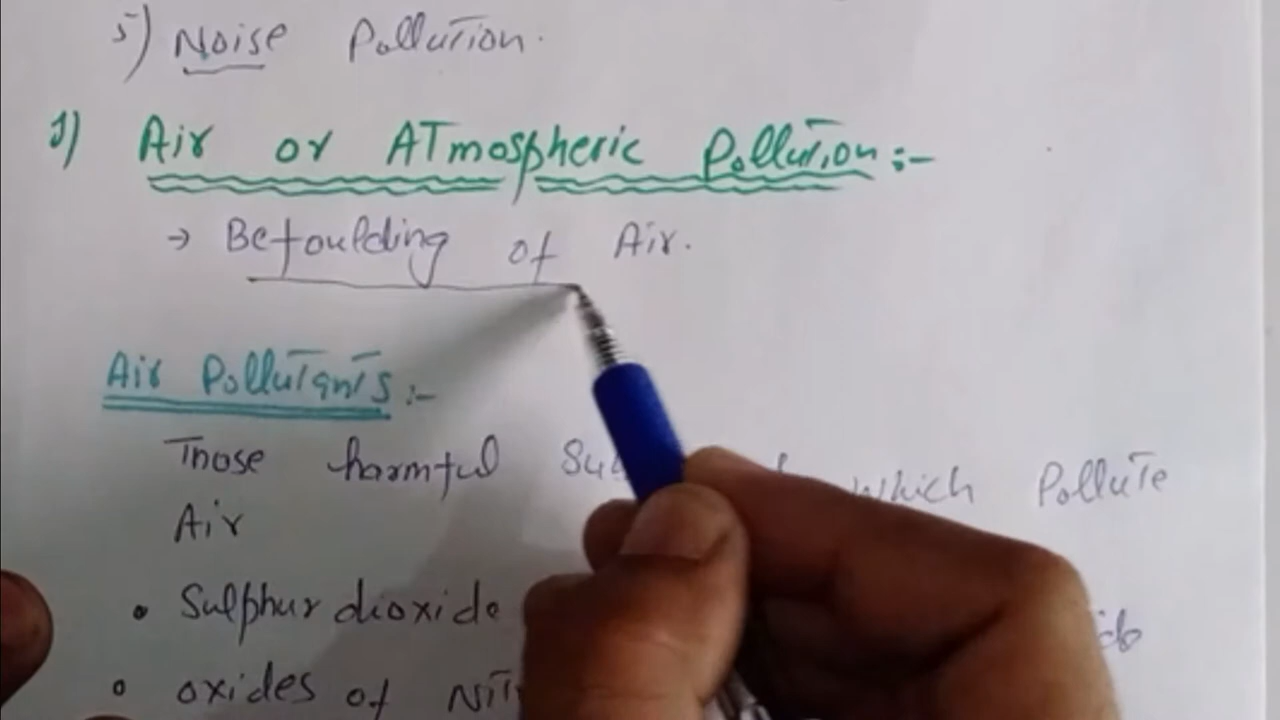 5) Noise Pollution.
1) Air or Atmospheric Pollution :-
→ Befoulding of Air.
Air Pollutants :-
Those harmful which Pollute
Air
• Sulphur dioxide
• oxides of